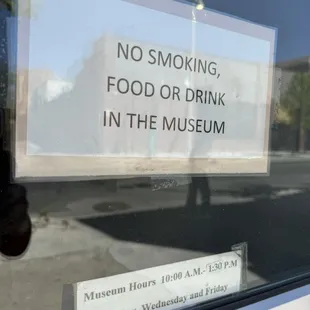 NO SMOKING,
FOOD OR DRINK
IN THE MUSEUM
Museum Hours 10:00 A.M.- 1:30 P.M
Wednesday and Friday